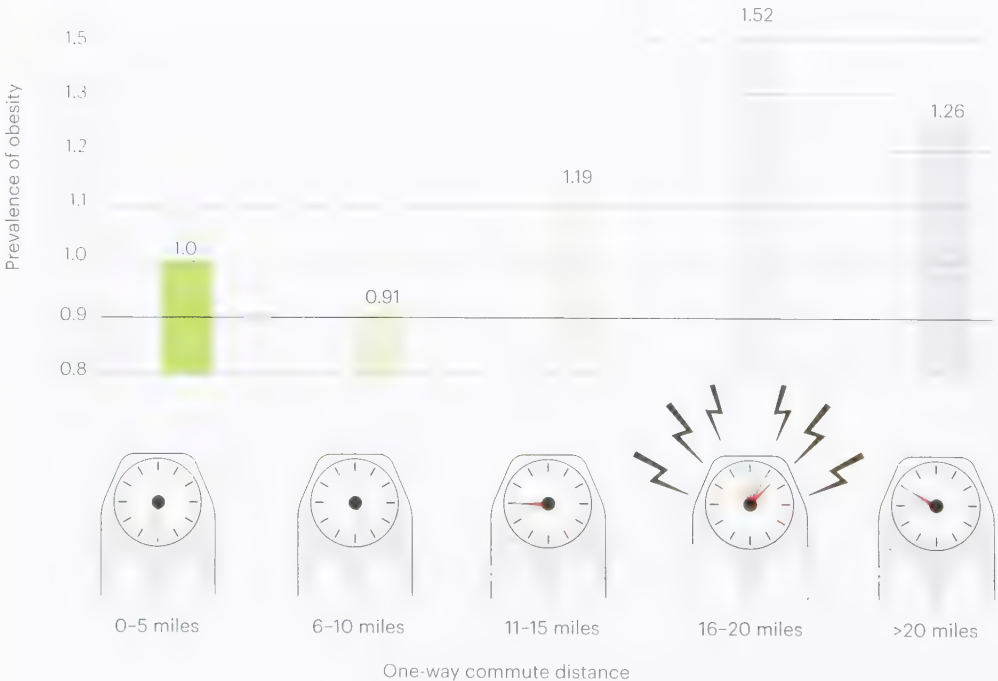 Prevalence of obesity
1.5
1.3
1.2
1.1
1.0
0.9
0.8
1.0
0.91
1.19
1.52
1.26
0–5 miles
6–10 miles
11–15 miles
16–20 miles
>20 miles
One-way commute distance